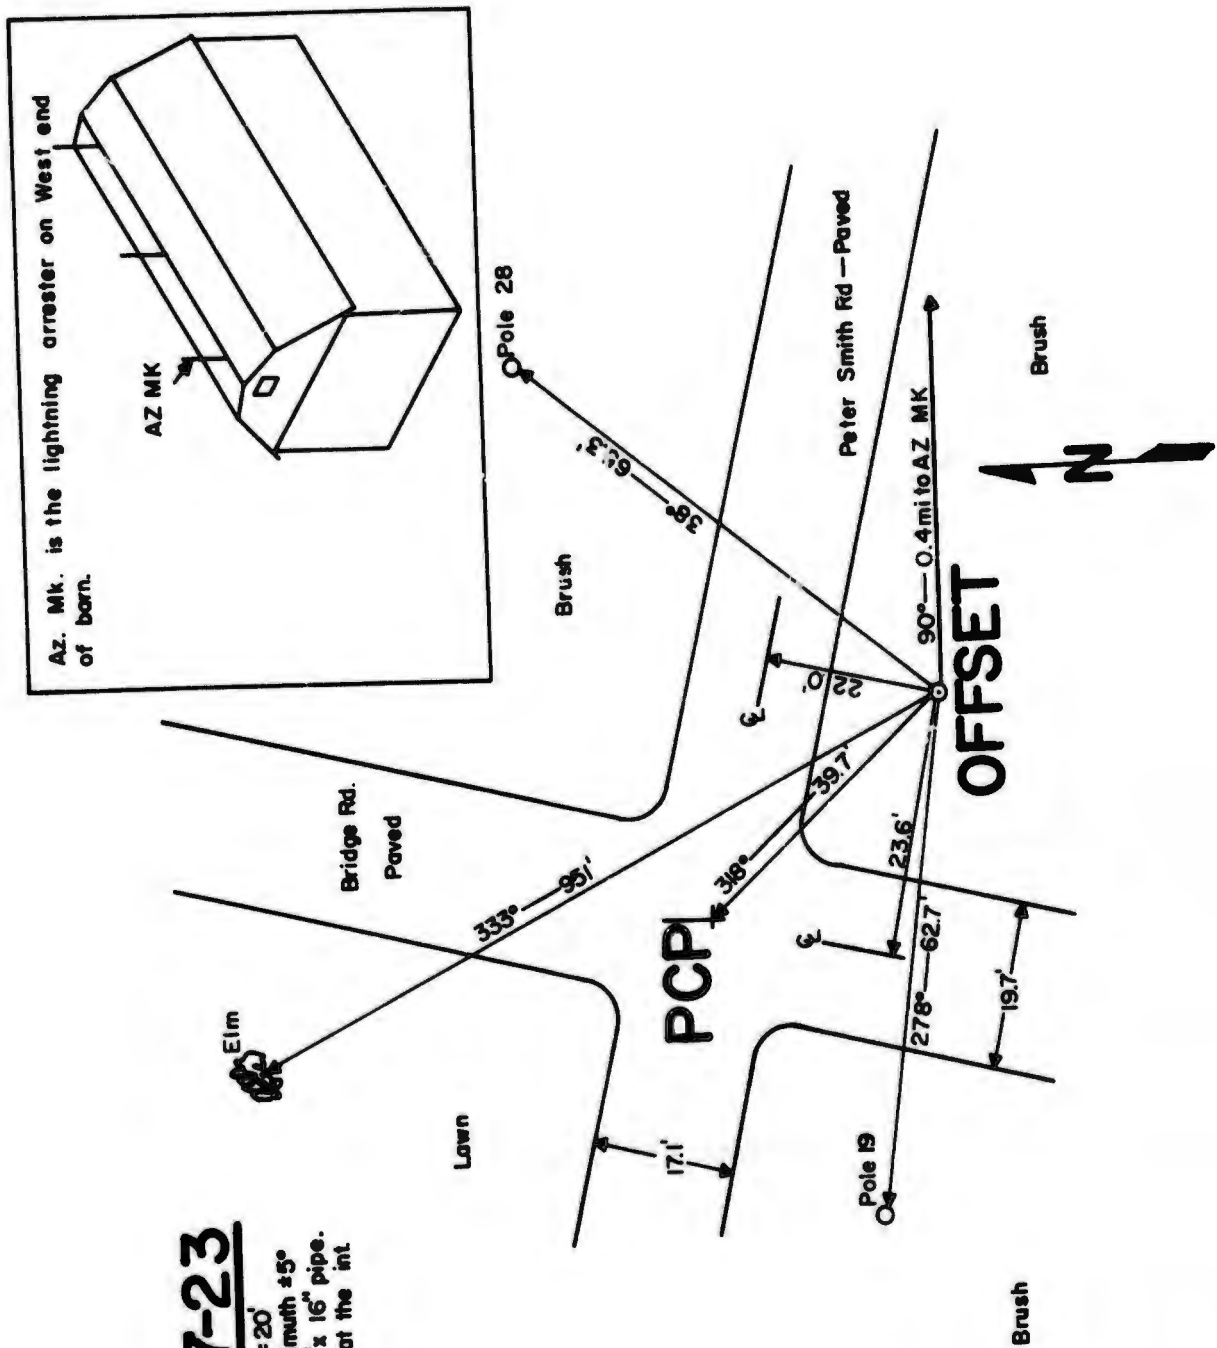 Az. Mk. is the lightning arrester on West end
of barn.
AZ MK
7-23
= 20'
muth ±5°
x 16" pipe.
at the int.
Elm
Bridge Rd.
Paved
Brush
Pole 28
Lawn
333° — 95.1'
38°
PCP
318°
39.7'
22.0'
Peter Smith Rd — Paved
17.1'
23.6'
278° — 62.7'
19.7'
Pole 19
90° — 0.4 mi to AZ MK
OFFSET
N
Brush
Brush